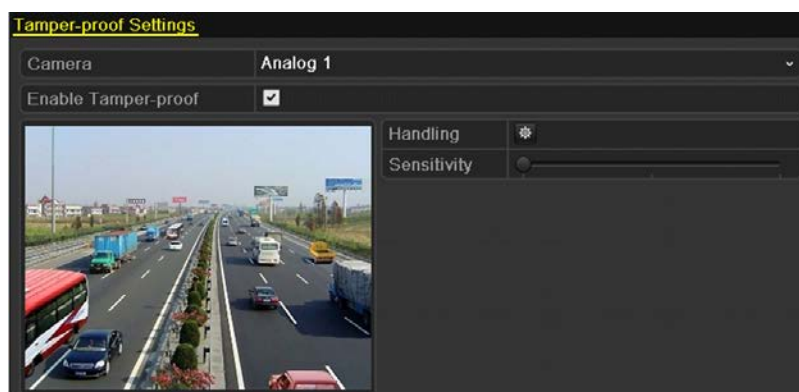 Tamper-proof Settings
Camera Analog 1
Enable Tamper-proof
Handling
Sensitivity